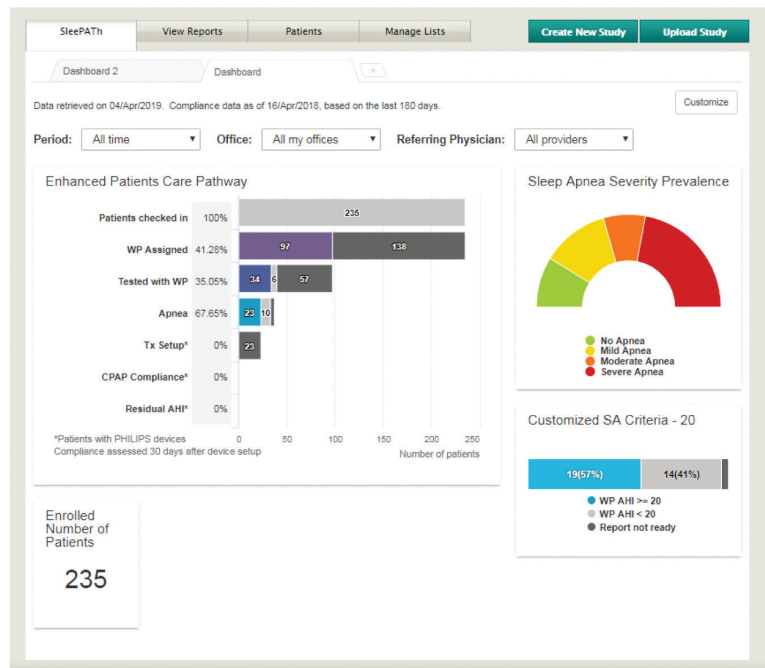 SleePATh
View Reports
Patients
Manage Lists
Create New Study
Upload Study
Dashboard 2
Dashboard
+
Data retrieved on 04/Apr/2019. Compliance data as of 16/Apr/2018, based on the last 180 days.
Customize
Period: All time
Office: All my offices
Referring Physician: All providers
Enhanced Patients Care Pathway
Patients checked in 100% 235
WP Assigned 41.28% 97 138
Tested with WP 35.05% 34 6 57
Apnea 67.65% 23 10
Tx Setup* 0% 23
CPAP Compliance* 0%
Residual AHI* 0%
0 50 100 150 200 250
Number of patients
*Patients with PHILIPS devices
Compliance assessed 30 days after device setup
Sleep Apnea Severity Prevalence
No Apnea
Mild Apnea
Moderate Apnea
Severe Apnea
Customized SA Criteria - 20
19(57%) 14(41%)
WP AHI >= 20
WP AHI < 20
Report not ready
Enrolled
Number of
Patients
235